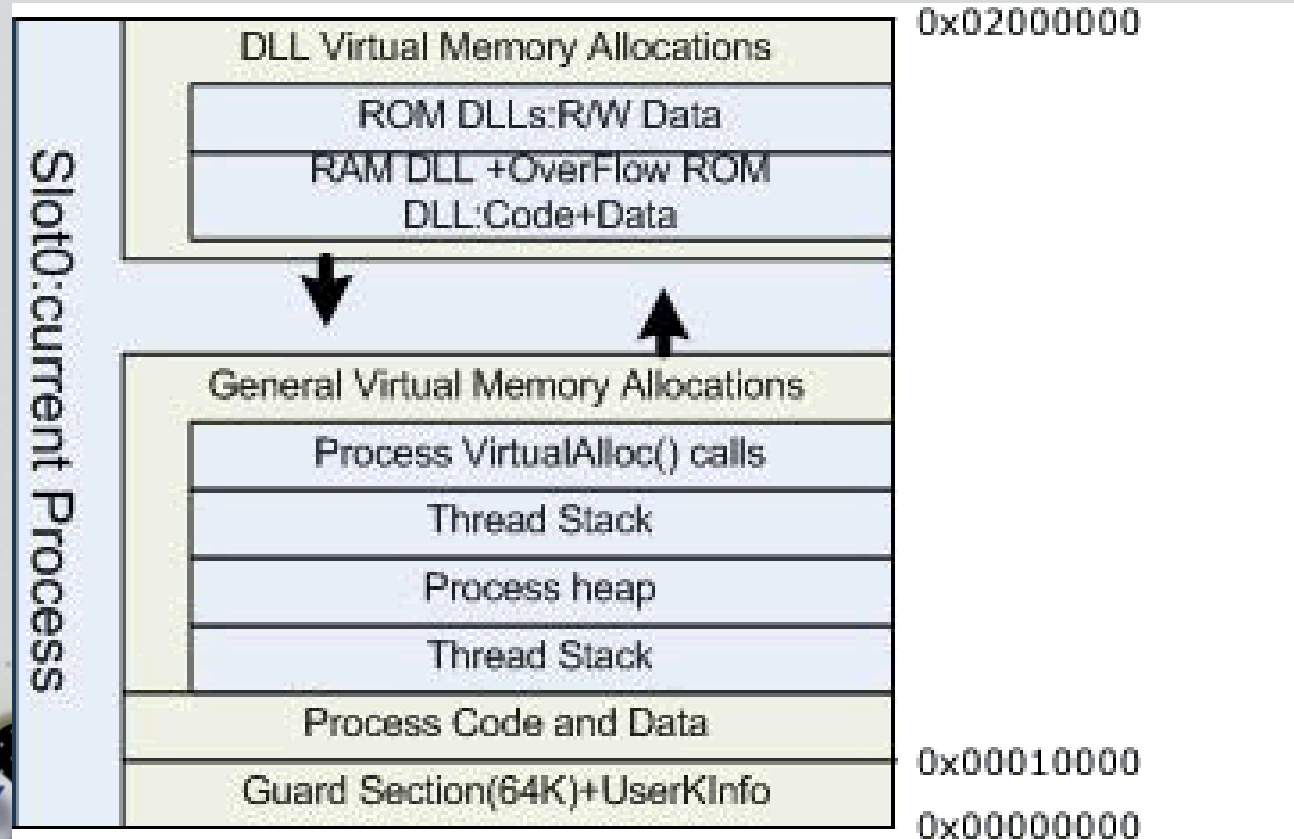 0x02000000
DLL Virtual Memory Allocations
ROM DLLs:R/W Data
RAM DLL +OverFlow ROM
DLL:Code+Data
Slot0:current Process
General Virtual Memory Allocations
Process VirtualAlloc() calls
Thread Stack
Process heap
Thread Stack
Process Code and Data
0x00010000
Guard Section(64K)+UserKInfo
0x00000000